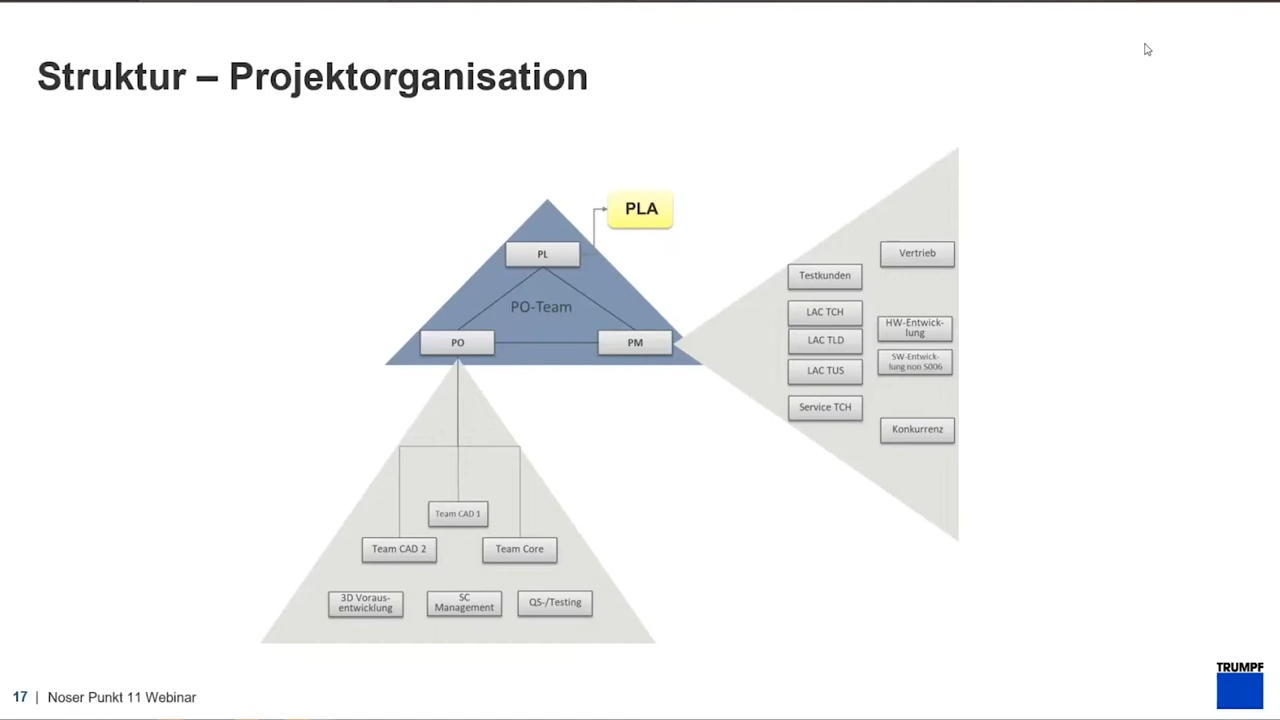 Struktur – Projektorganisation
PLA
PL
PO-Team
PO
PM
Vertrieb
Testkunden
LAC TCH
HW-Entwick-
lung
LAC TLD
SW-Entwick-
lung non S006
LAC TUS
Service TCH
Konkurrenz
Team CAD 1
Team CAD 2
Team Core
3D Voraus-
entwicklung
SC
Management
QS-/Testing
17 | Noser Punkt 11 Webinar
TRUMPF